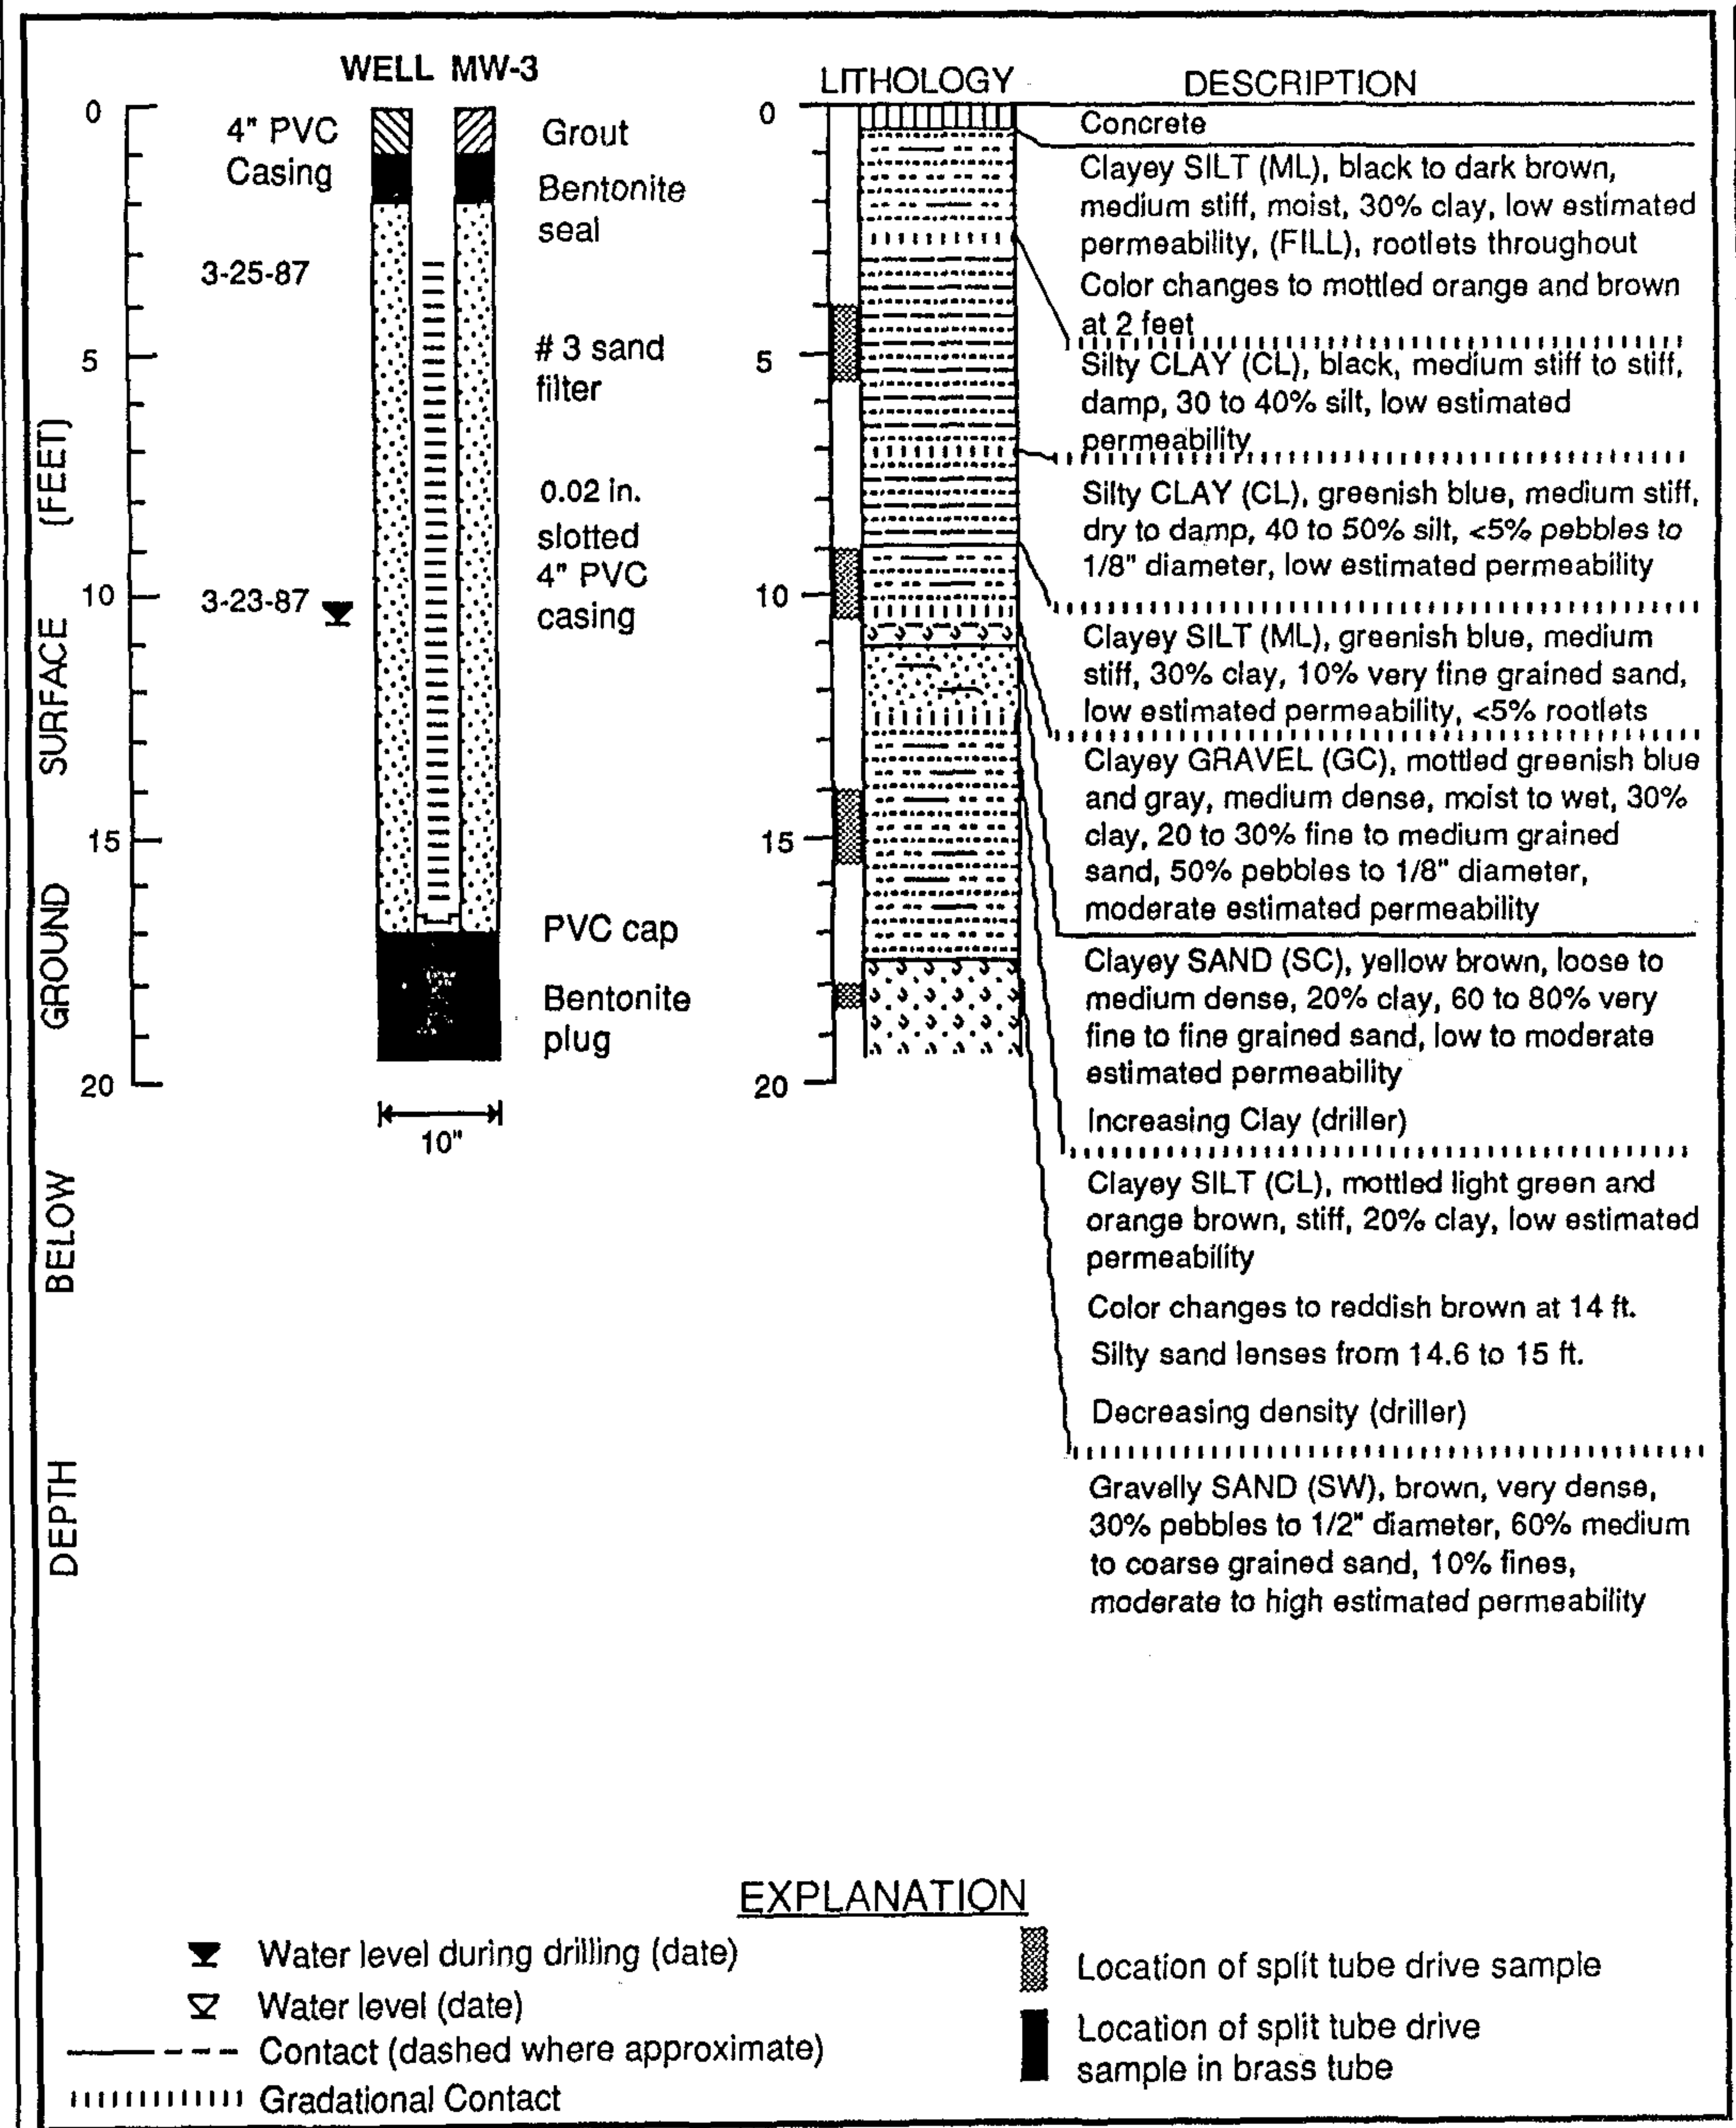 WELL MW-3
0
5
10
15
20
4" PVC
Casing
3-25-87
3-23-87
Grout
Bentonite
seal
# 3 sand
filter
0.02 in.
slotted
4" PVC
casing
PVC cap
Bentonite
plug
10"
DEPTH BELOW GROUND SURFACE (FEET)
LITHOLOGY
0
5
10
15
20
DESCRIPTION
Concrete
Clayey SILT (ML), black to dark brown,
medium stiff, moist, 30% clay, low estimated
permeability, (FILL), rootlets throughout
Color changes to mottled orange and brown
at 2 feet
Silty CLAY (CL), black, medium stiff to stiff,
damp, 30 to 40% silt, low estimated
permeability
Silty CLAY (CL), greenish blue, medium stiff,
dry to damp, 40 to 50% silt, <5% pebbles to
1/8" diameter, low estimated permeability
Clayey SILT (ML), greenish blue, medium
stiff, 30% clay, 10% very fine grained sand,
low estimated permeability, <5% rootlets
Clayey GRAVEL (GC), mottled greenish blue
and gray, medium dense, moist to wet, 30%
clay, 20 to 30% fine to medium grained
sand, 50% pebbles to 1/8" diameter,
moderate estimated permeability
Clayey SAND (SC), yellow brown, loose to
medium dense, 20% clay, 60 to 80% very
fine to fine grained sand, low to moderate
estimated permeability
Increasing Clay (driller)
Clayey SILT (CL), mottled light green and
orange brown, stiff, 20% clay, low estimated
permeability
Color changes to reddish brown at 14 ft.
Silty sand lenses from 14.6 to 15 ft.
Decreasing density (driller)
Gravelly SAND (SW), brown, very dense,
30% pebbles to 1/2" diameter, 60% medium
to coarse grained sand, 10% fines,
moderate to high estimated permeability
EXPLANATION
Water level during drilling (date)
Water level (date)
Contact (dashed where approximate)
Gradational Contact
Location of split tube drive sample
Location of split tube drive
sample in brass tube